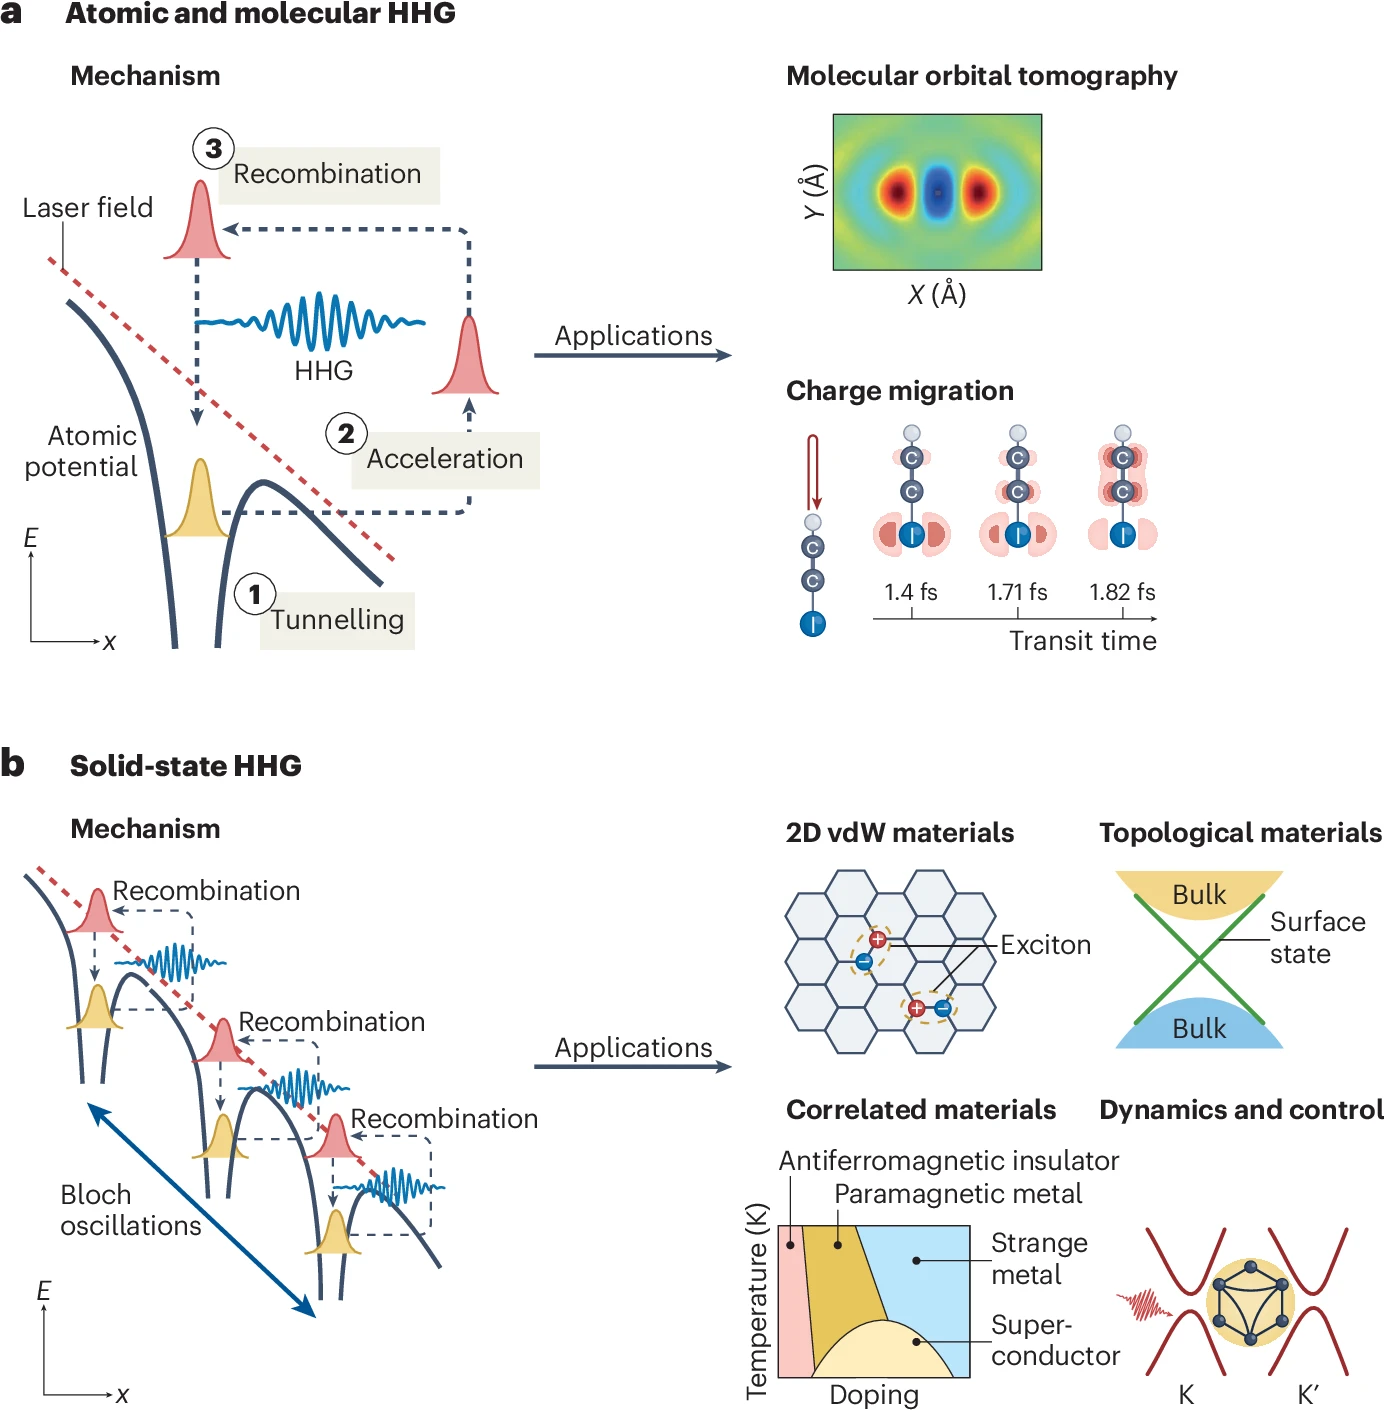 a Atomic and molecular HHG
Mechanism
3
Recombination
Laser field
HHG
Atomic
potential
2
Acceleration
E
x
1
Tunnelling
Applications
Molecular orbital tomography
Y (Å)
X (Å)
Charge migration
C
C
I
C
C
I
C
C
I
C
C
I
1.4 fs
1.71 fs
1.82 fs
Transit time
b Solid-state HHG
Mechanism
Recombination
Recombination
Recombination
Bloch
oscillations
E
x
Applications
2D vdW materials
+
−
+
−
Exciton
Topological materials
Bulk
Surface
state
Bulk
Correlated materials
Antiferromagnetic insulator
Paramagnetic metal
Temperature (K)
Strange
metal
Super-
conductor
Doping
Dynamics and control
K
K′